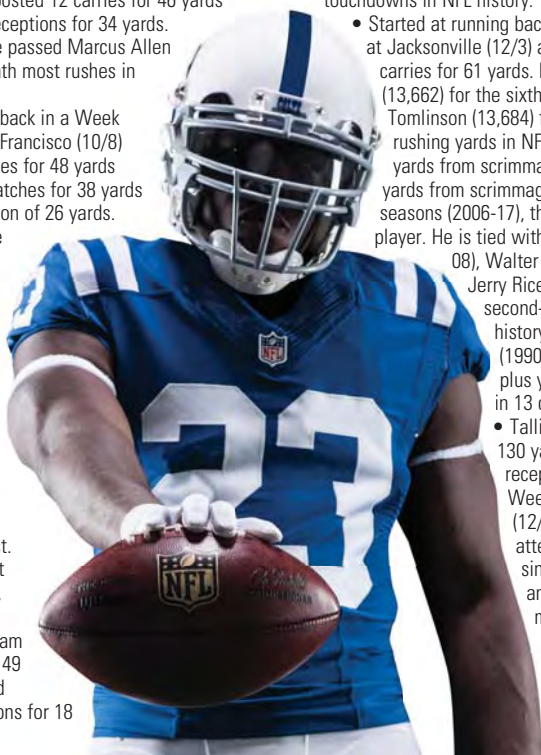 posted 12 carries for 46 yards
eceptions for 34 yards.
e passed Marcus Allen
nth most rushes in
back in a Week
Francisco (10/8)
ies for 48 yards
atches for 38 yards
on of 26 yards.
e
st.
t
am
49
d
ons for 18
touchdowns in NFL history.
• Started at running bac
at Jacksonville (12/3) a
carries for 61 yards. 
(13,662) for the sixth
Tomlinson (13,684) 
rushing yards in NF
yards from scrimma
yards from scrimmag
seasons (2006-17), th
player. He is tied with
08), Walter
Jerry Rice
second-
history
(1990
plus y
in 13 c
• Talli
130 ya
recep
Wee
(12/
atte
sin
ar
n
NFL
23
NFL